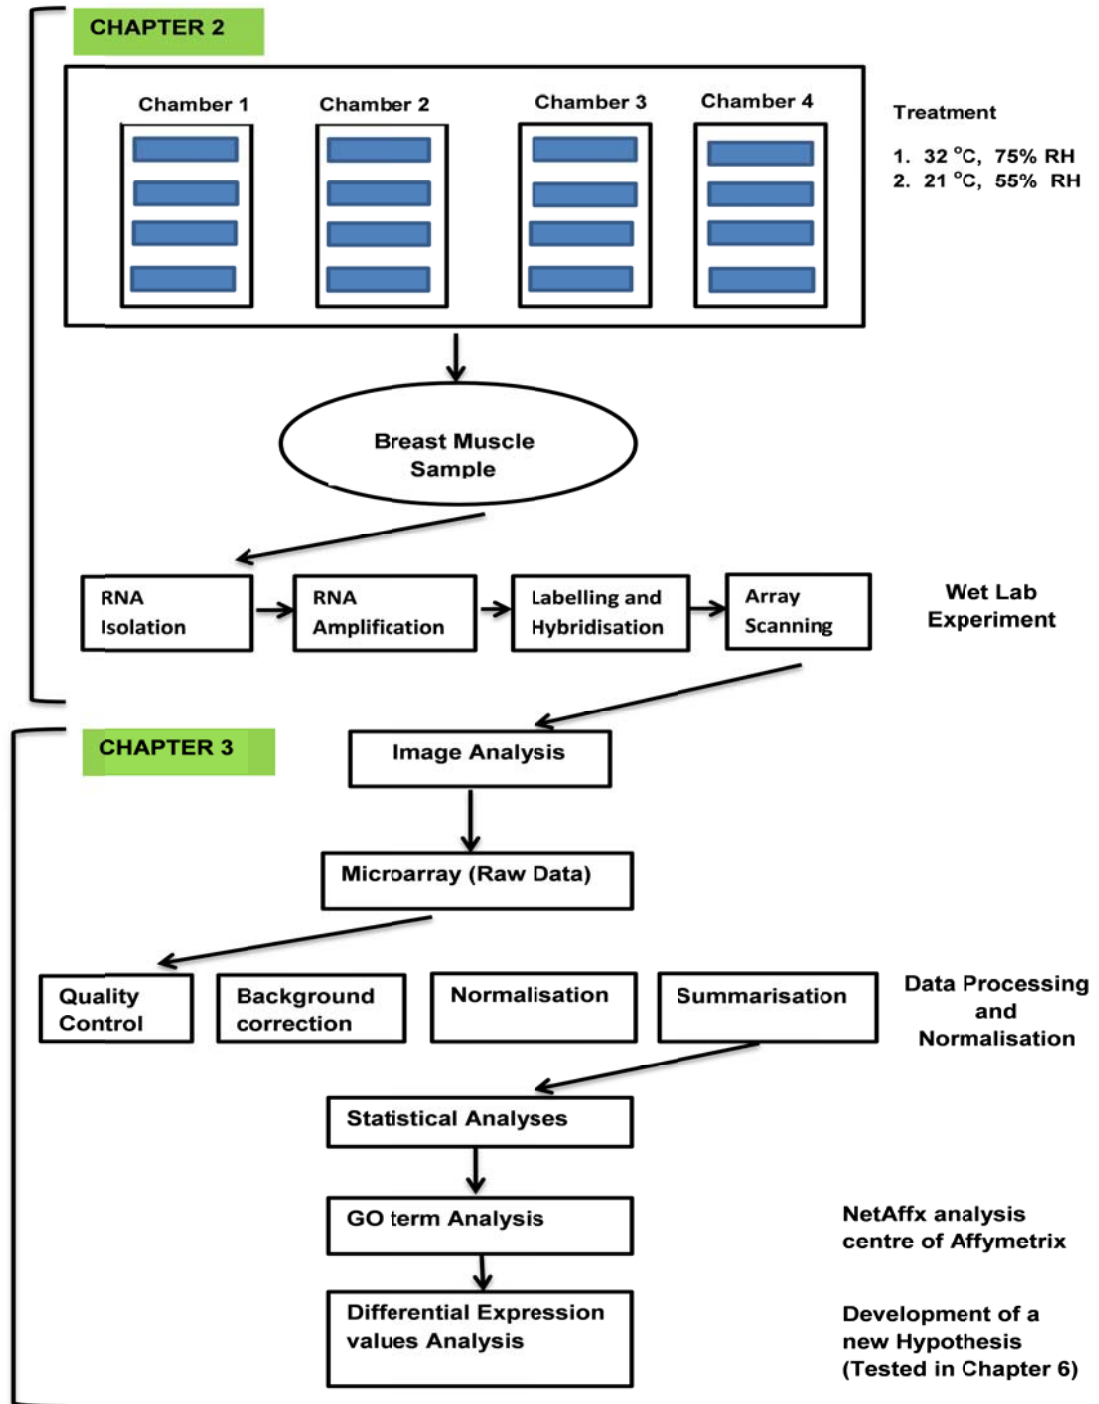 CHAPTER 2
Chamber 1
Chamber 2
Chamber 3
Chamber 4
Treatment
1. 32 °C, 75% RH
2. 21 °C, 55% RH
Breast Muscle
Sample
RNA
Isolation
RNA
Amplification
Labelling and
Hybridisation
Array
Scanning
Wet Lab
Experiment
CHAPTER 3
Image Analysis
Microarray (Raw Data)
Quality
Control
Background
correction
Normalisation
Summarisation
Data Processing
and
Normalisation
Statistical Analyses
GO term Analysis
NetAffx analysis
centre of Affymetrix
Differential Expression
values Analysis
Development of a
new Hypothesis
(Tested in Chapter 6)